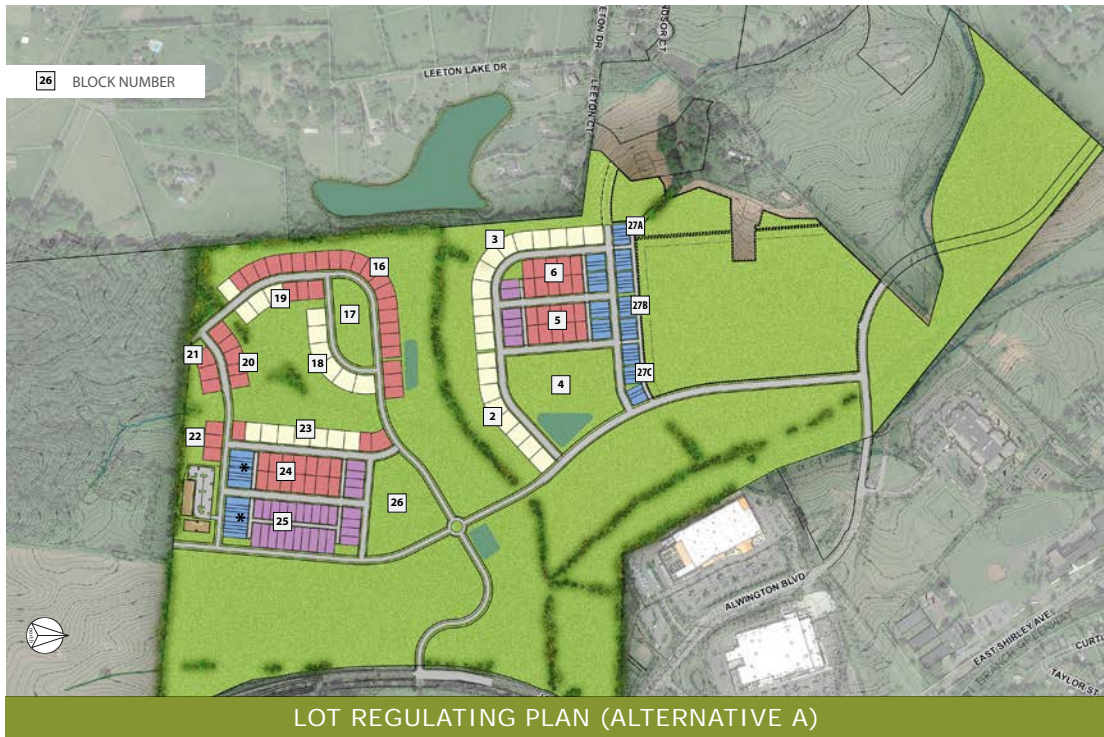 LEETON DR.
NDSOR CT
LEETON LAKE DR.
26 BLOCK NUMBER
LEETON CT
27A
3
16
6
19
17
27B
5
21
20
18
27C
4
2
23
22
*
24
26
*
25
ALWINGTON BLVD
EAST SHIRLEY AVE
TAYLOR ST
LOT REGULATING PLAN (ALTERNATIVE A)